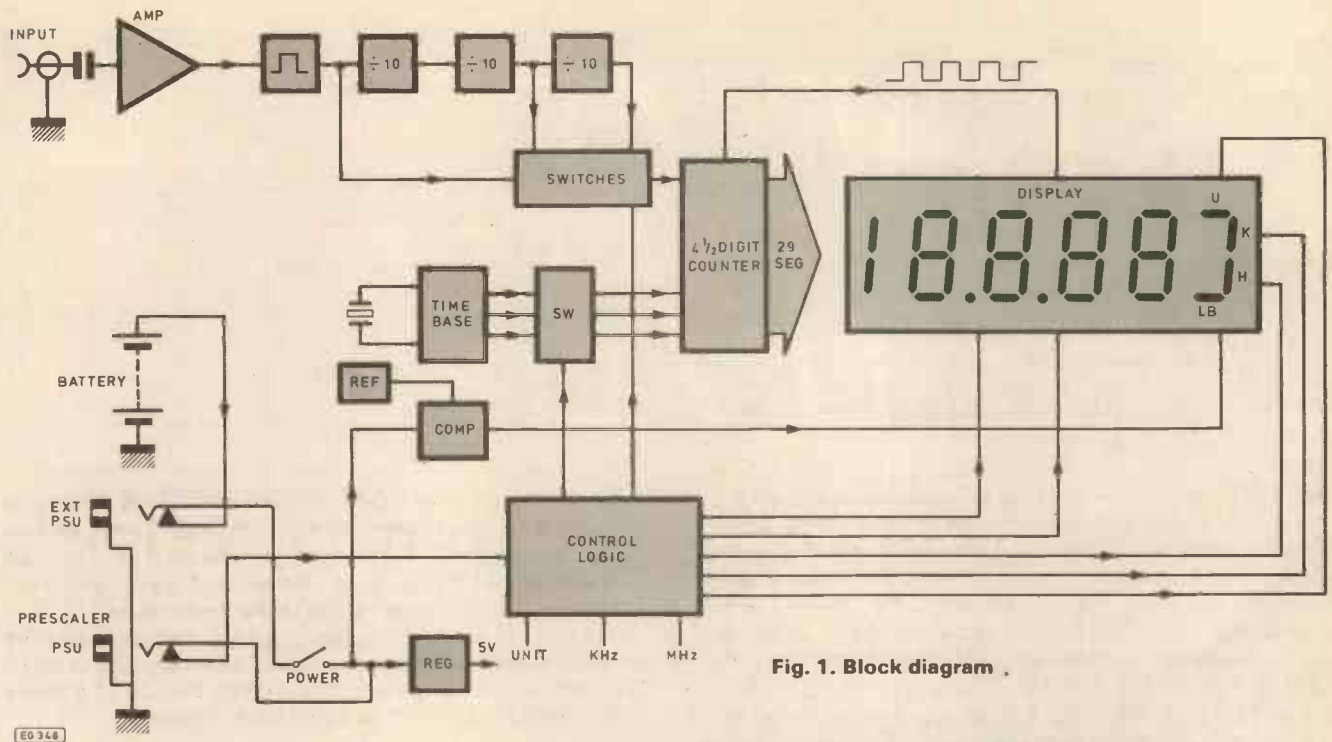 AMP
INPUT
÷10
÷10
÷10
SWITCHES
DISPLAY
U
18.8.88
K
H
LB
4½ DIGIT
COUNTER
29
SEG
TIME
BASE
SW
BATTERY
REF
COMP
EXT
PSU
CONTROL
LOGIC
PRESCALER
PSU
POWER
REG
5V
UNIT
KHz
MHz
Fig. 1. Block diagram .
EG348